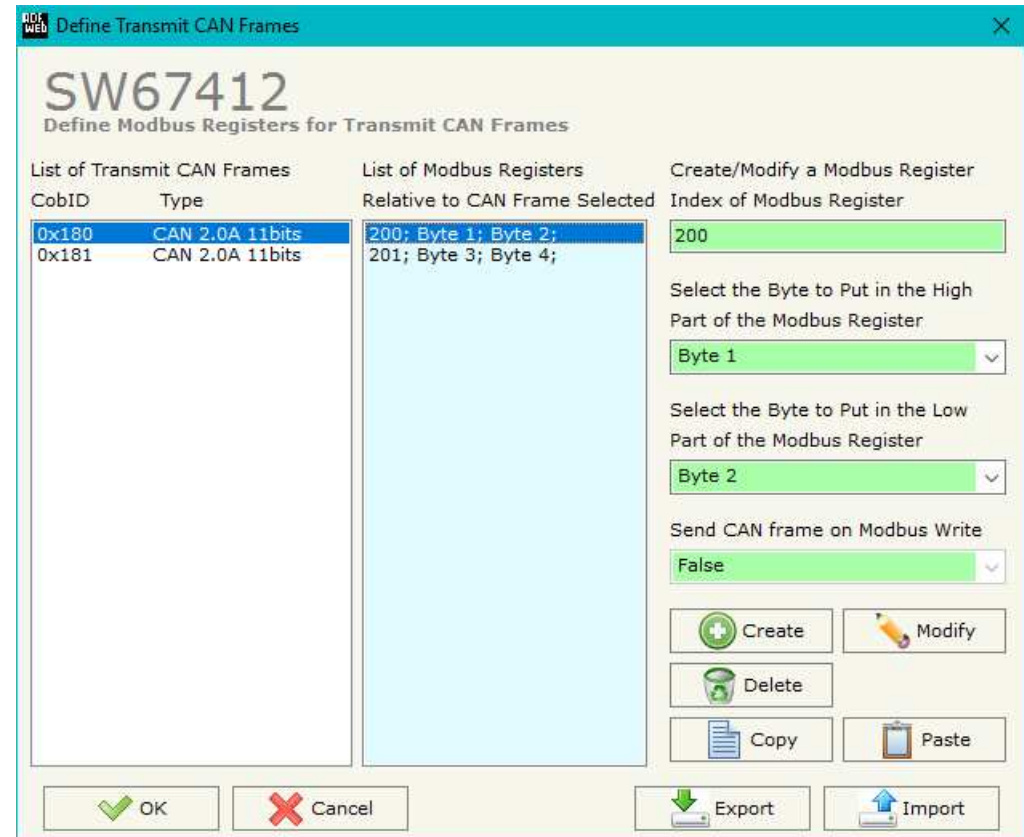 ADF
WEB Define Transmit CAN Frames
SW67412
Define Modbus Registers for Transmit CAN Frames
List of Transmit CAN Frames
CobID Type
0x180 CAN 2.0A 11bits
0x181 CAN 2.0A 11bits
List of Modbus Registers
Relative to CAN Frame Selected
200; Byte 1; Byte 2;
201; Byte 3; Byte 4;
Create/Modify a Modbus Register
Index of Modbus Register
200
Select the Byte to Put in the High
Part of the Modbus Register
Byte 1
Select the Byte to Put in the Low
Part of the Modbus Register
Byte 2
Send CAN frame on Modbus Write
False
Create
Modify
Delete
Copy
Paste
OK
Cancel
Export
Import